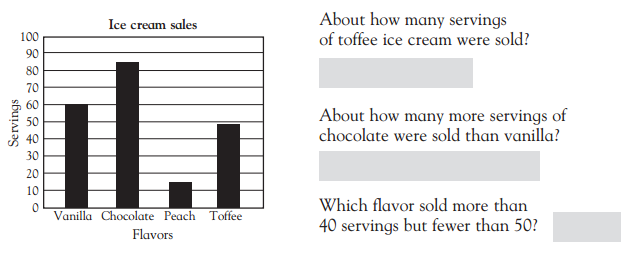 Ice cream sales
100
90
80
70
60
50
40
30
20
10
0
Servings
Vanilla Chocolate Peach Toffee
Flavors
About how many servings
of toffee ice cream were sold?
About how many more servings of
chocolate were sold than vanilla?
Which flavor sold more than
40 servings but fewer than 50?